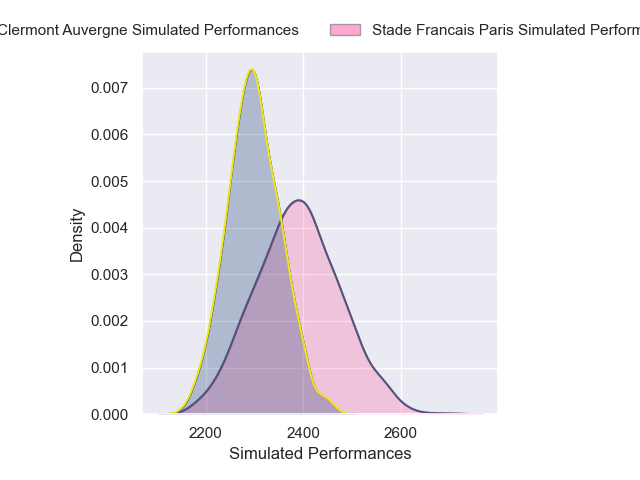 Clermont Auvergne Simulated Performances
Stade Francais Paris Simulated Perform
0.007
0.006
0.005
0.004
0.003
0.002
0.001
0.000
Density
2200 2400 2600
Simulated Performances